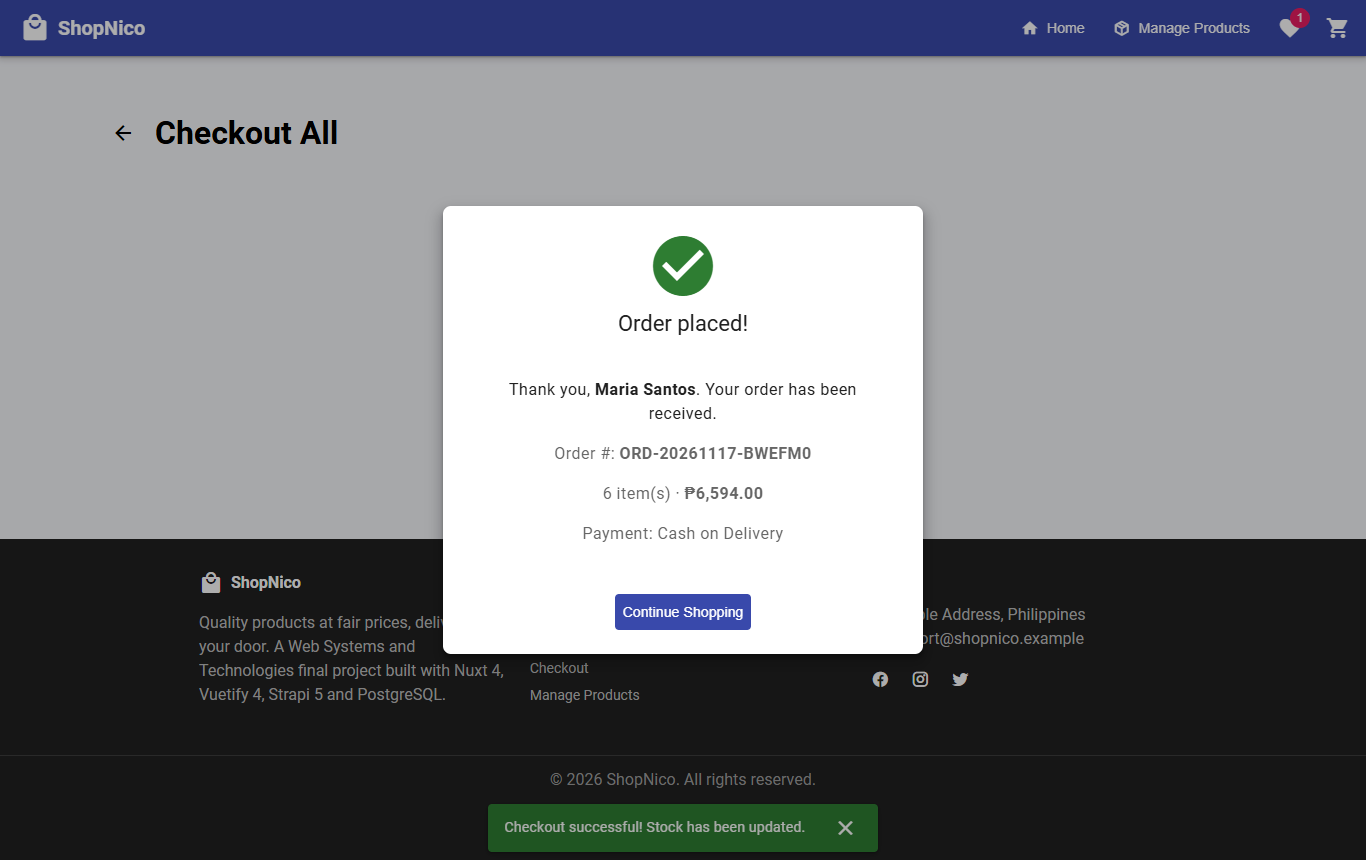 ShopNico
Home
Manage Products
1
Checkout All
Order placed!
Thank you, Maria Santos. Your order has been
received.
Order #: ORD-20261117-BWEFM0
6 item(s) · ₱6,594.00
Payment: Cash on Delivery
Continue Shopping
ShopNico
Quality products at fair prices,
your door. A Web Systems and
Technologies final project built with Nuxt 4,
Vuetify 4, Strapi 5 and PostgreSQL.
Checkout
Manage Products
Address, Philippines
© 2026 ShopNico. All rights reserved.
Checkout successful! Stock has been updated.